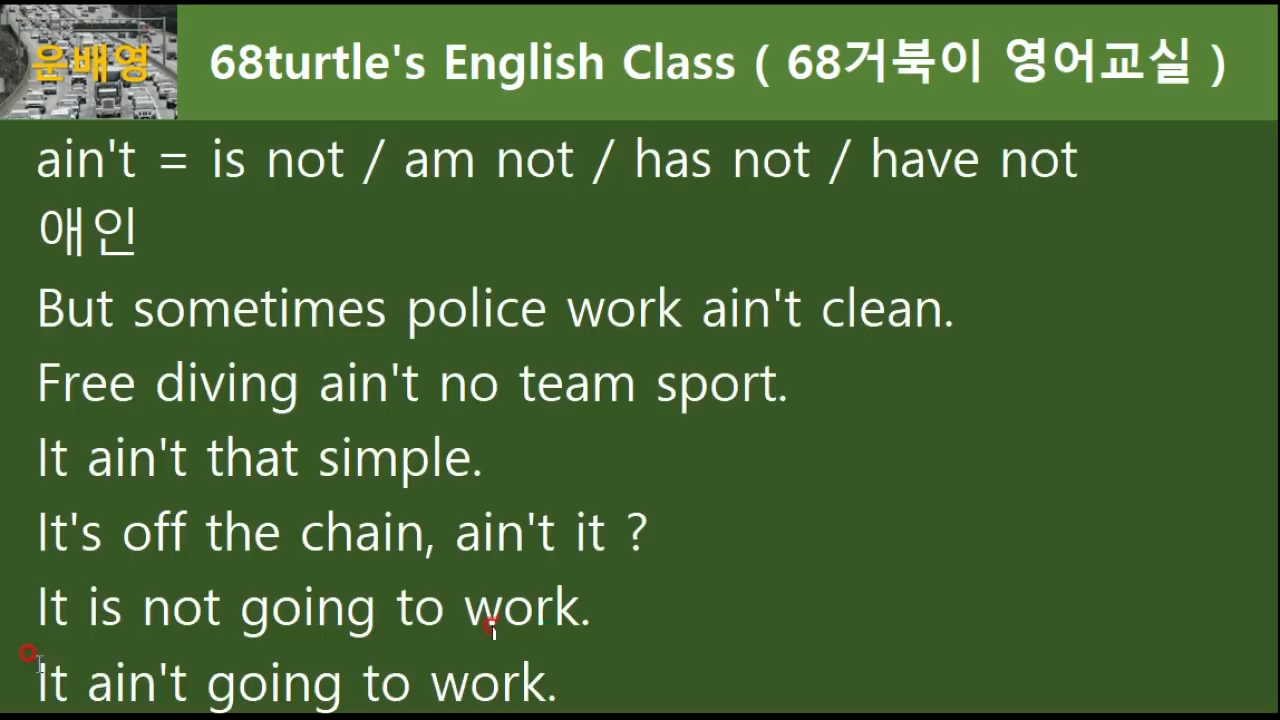 운배영
68turtle's English Class ( 68거북이 영어교실 )
ain't = is not / am not / has not / have not
애인
But sometimes police work ain't clean.
Free diving ain't no team sport.
It ain't that simple.
It's off the chain, ain't it ?
It is not going to work.
It ain't going to work.